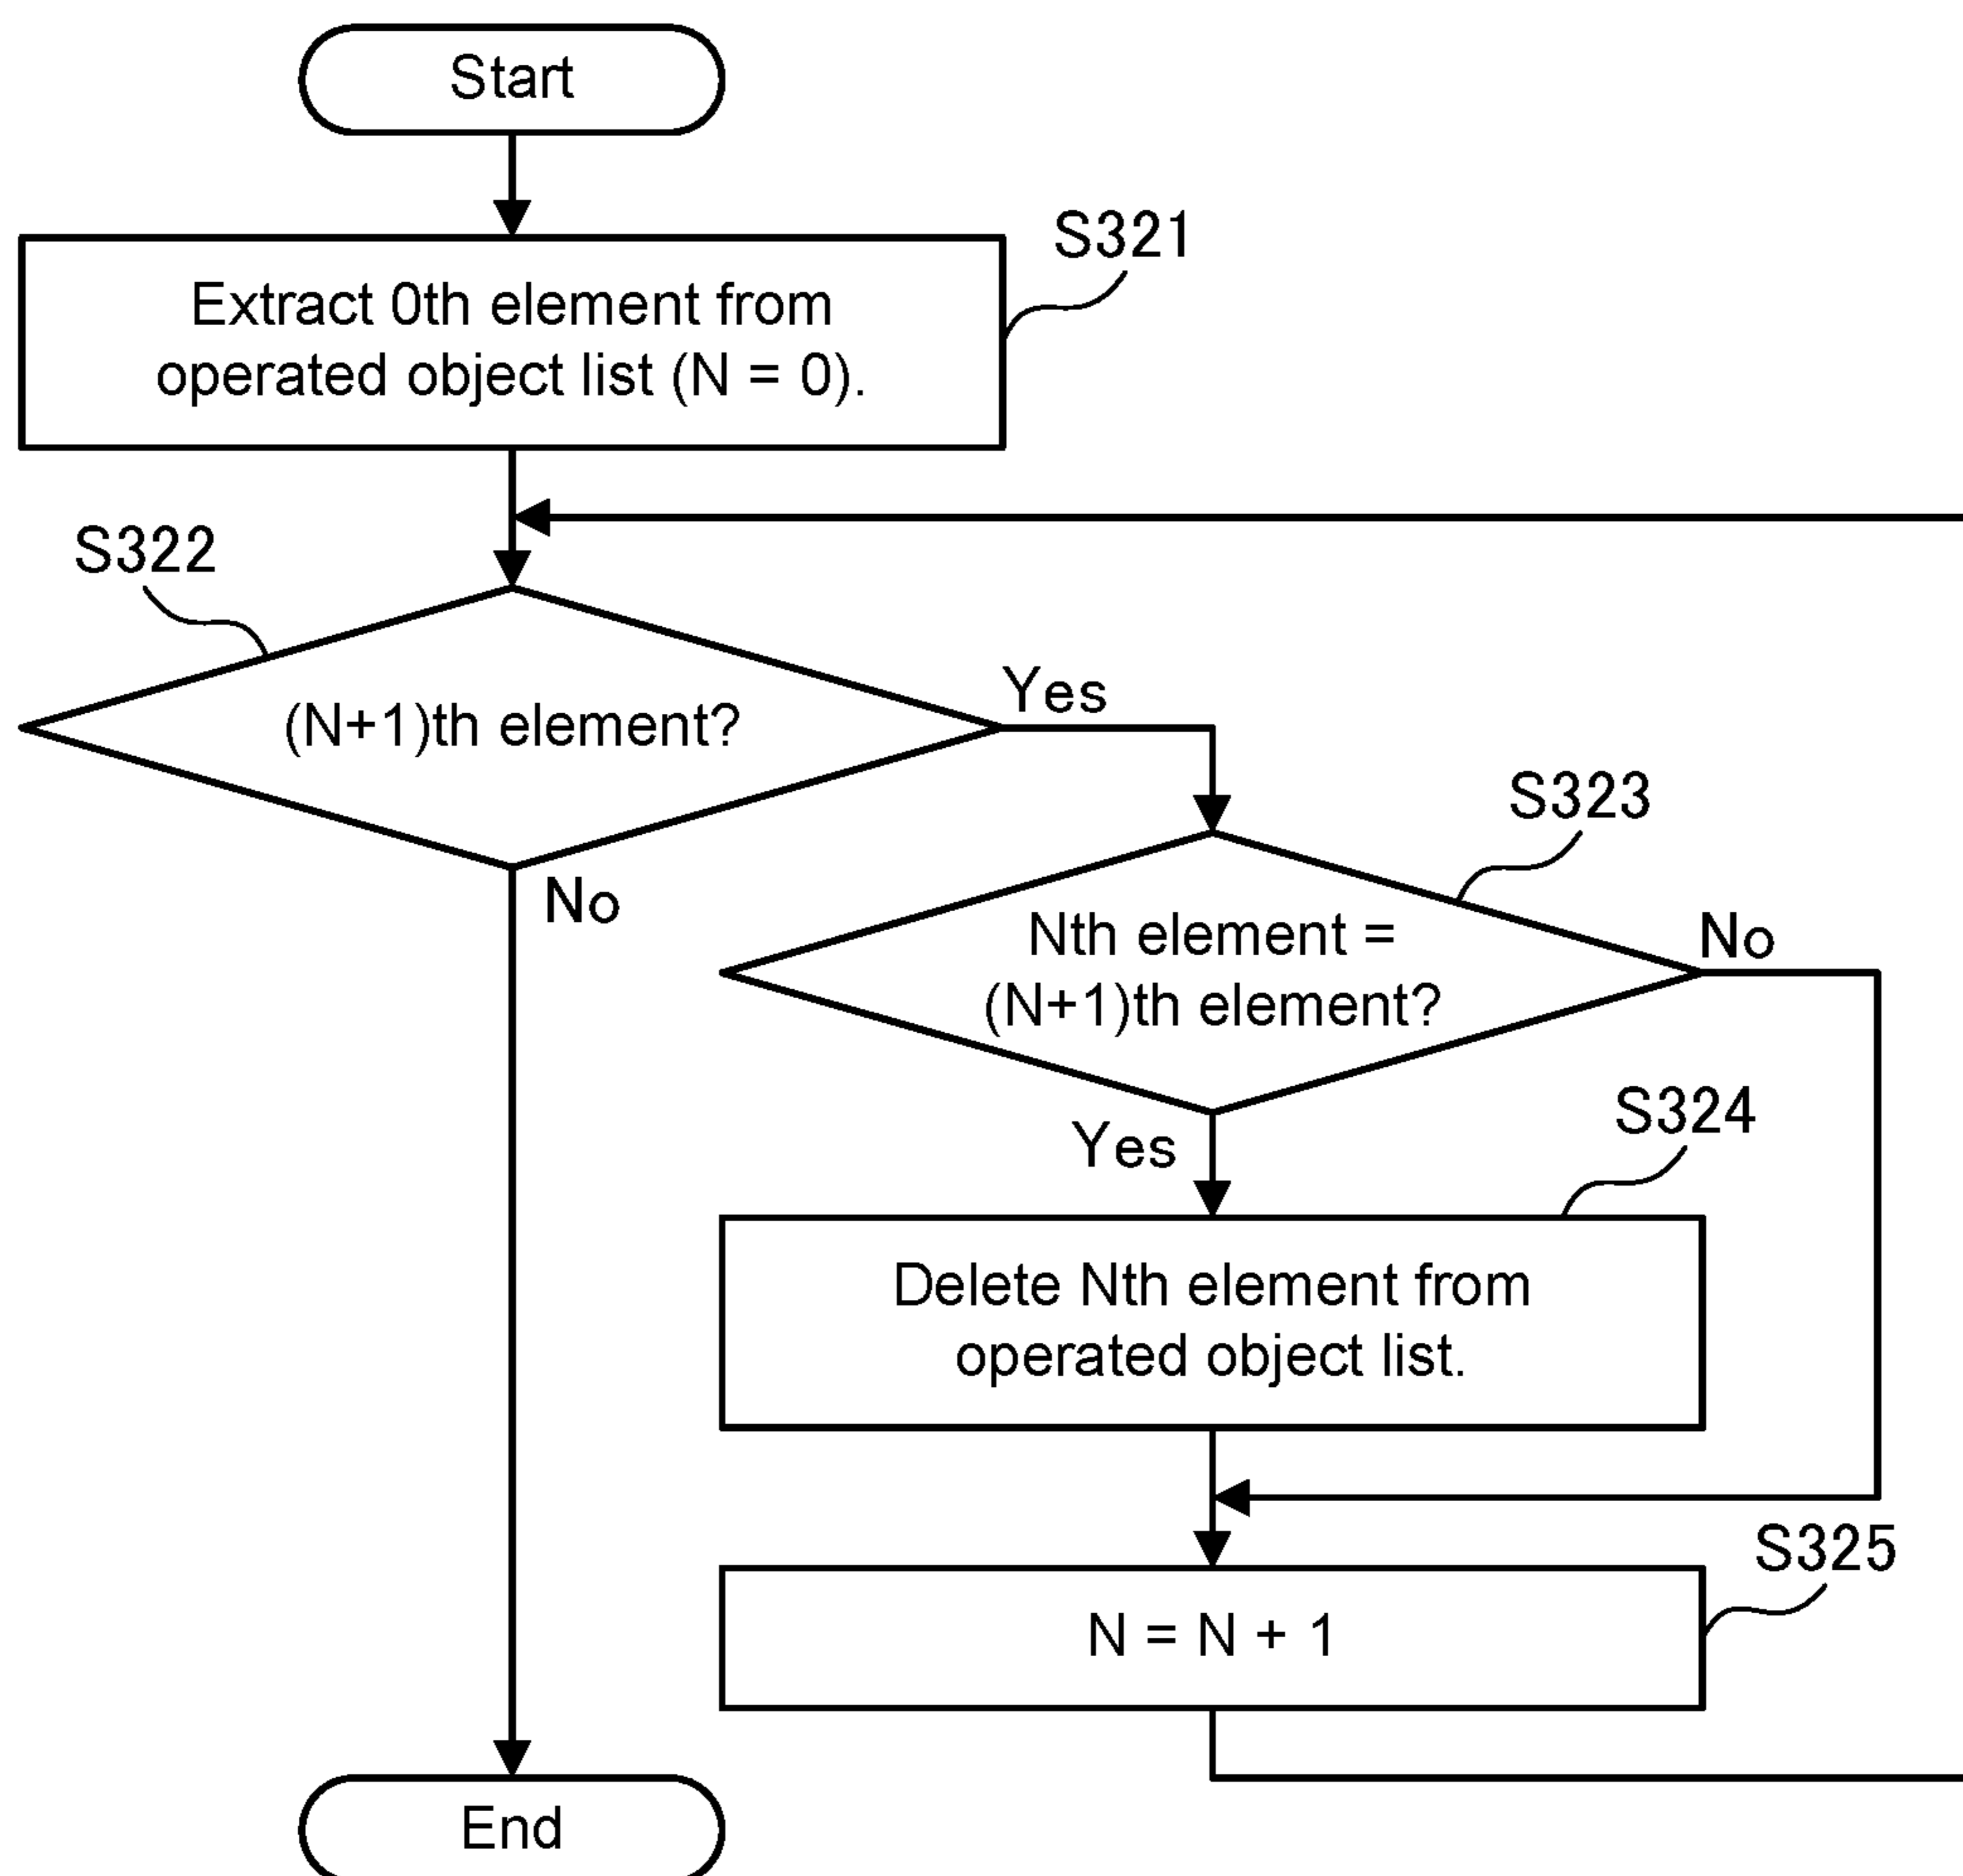 Start
S321
Extract 0th element from
operated object list (N = 0).
S322
(N+1)th element?
Yes
No
S323
Nth element =
(N+1)th element?
No
Yes
S324
Delete Nth element from
operated object list.
S325
N = N + 1
End